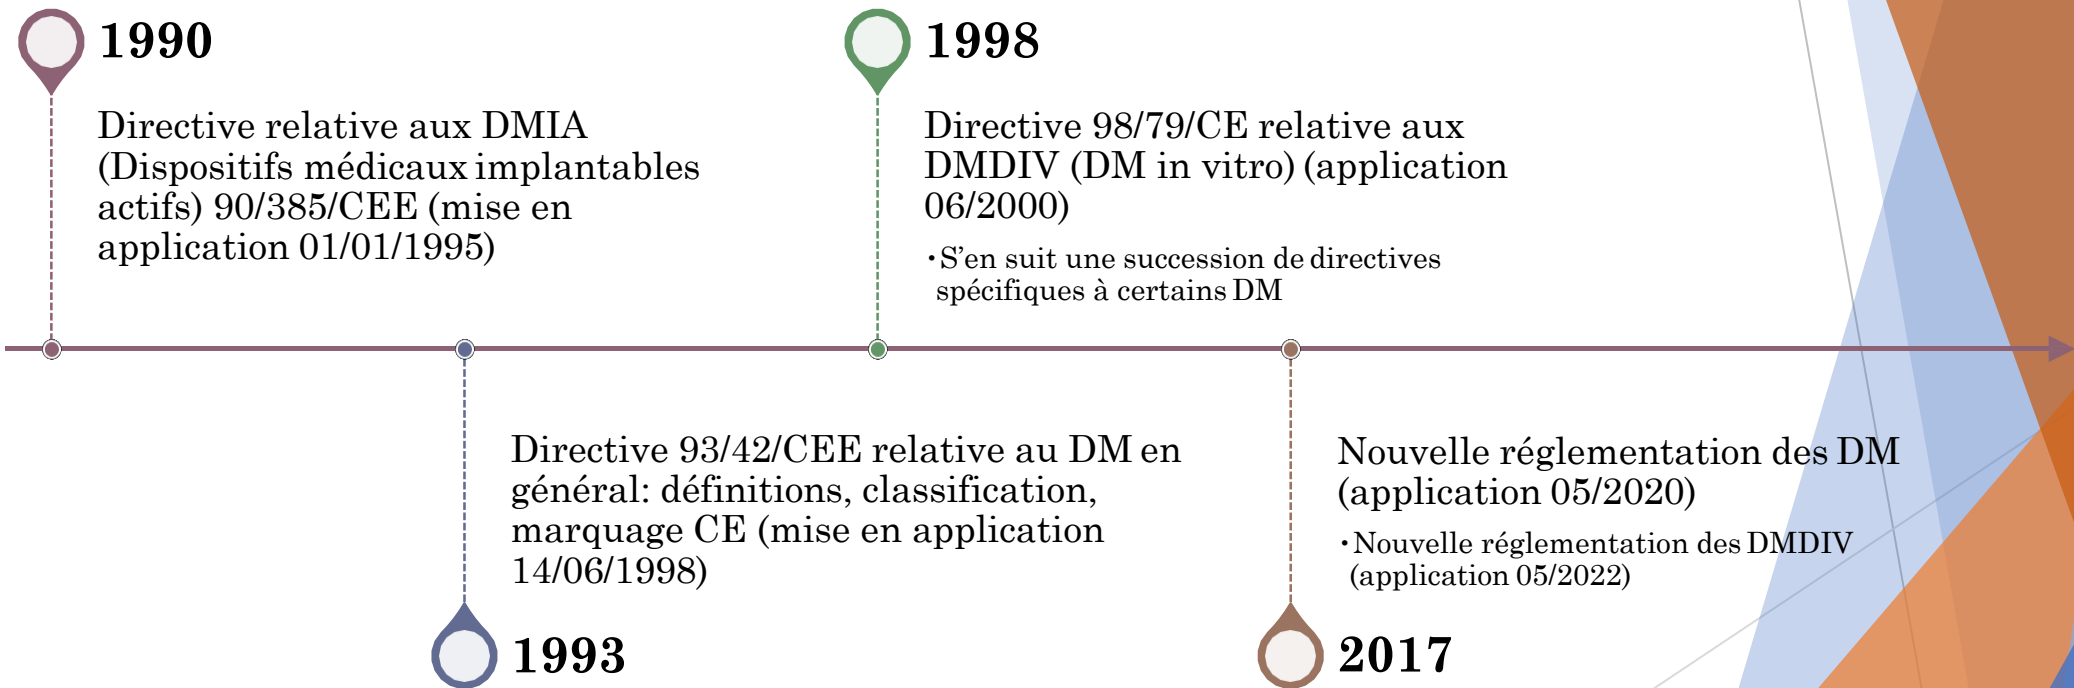 1990
Directive relative aux DMIA
(Dispositifs médicaux implantables
actifs) 90/385/CEE (mise en
application 01/01/1995)
1993
Directive 93/42/CEE relative au DM en
général: définitions, classification,
marquage CE (mise en application
14/06/1998)
1998
Directive 98/79/CE relative aux
DMDIV (DM in vitro) (application
06/2000)
•S’en suit une succession de directives
spécifiques à certains DM
2017
Nouvelle réglementation des DM
(application 05/2020)
•Nouvelle réglementation des DMDIV
(application 05/2022)